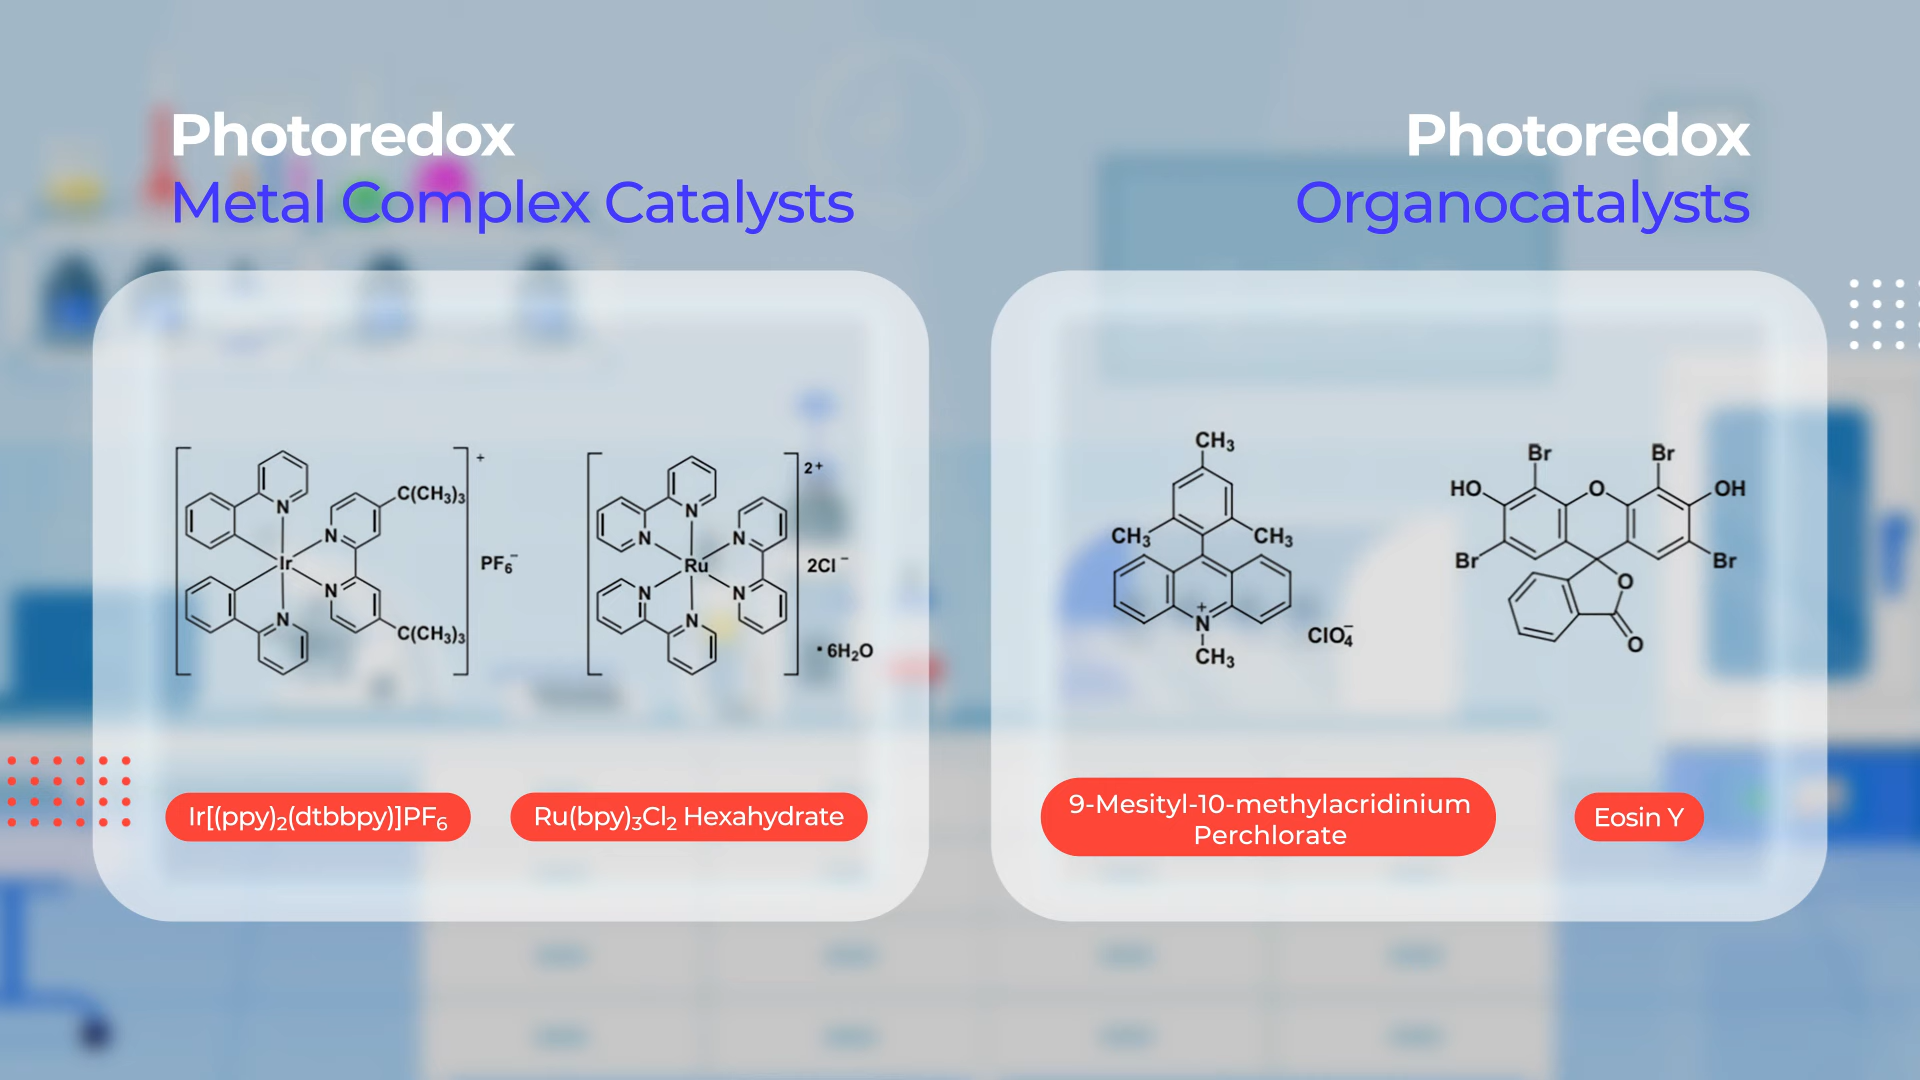 Photoredox
Metal Complex Catalysts
+
N
N
C(CH₃)₃
Ir
N
N
C(CH₃)₃
PF₆⁻
2+
N
N
N
Ru
N
N
N
2Cl⁻
• 6H₂O
Ir[(ppy)₂(dtbbpy)]PF₆
Ru(bpy)₃Cl₂ Hexahydrate
Photoredox
Organocatalysts
CH₃
CH₃
CH₃
+
N
CH₃
ClO₄⁻
Br
Br
HO
O
OH
Br
Br
O
O
9-Mesityl-10-methylacridinium
Perchlorate
Eosin Y